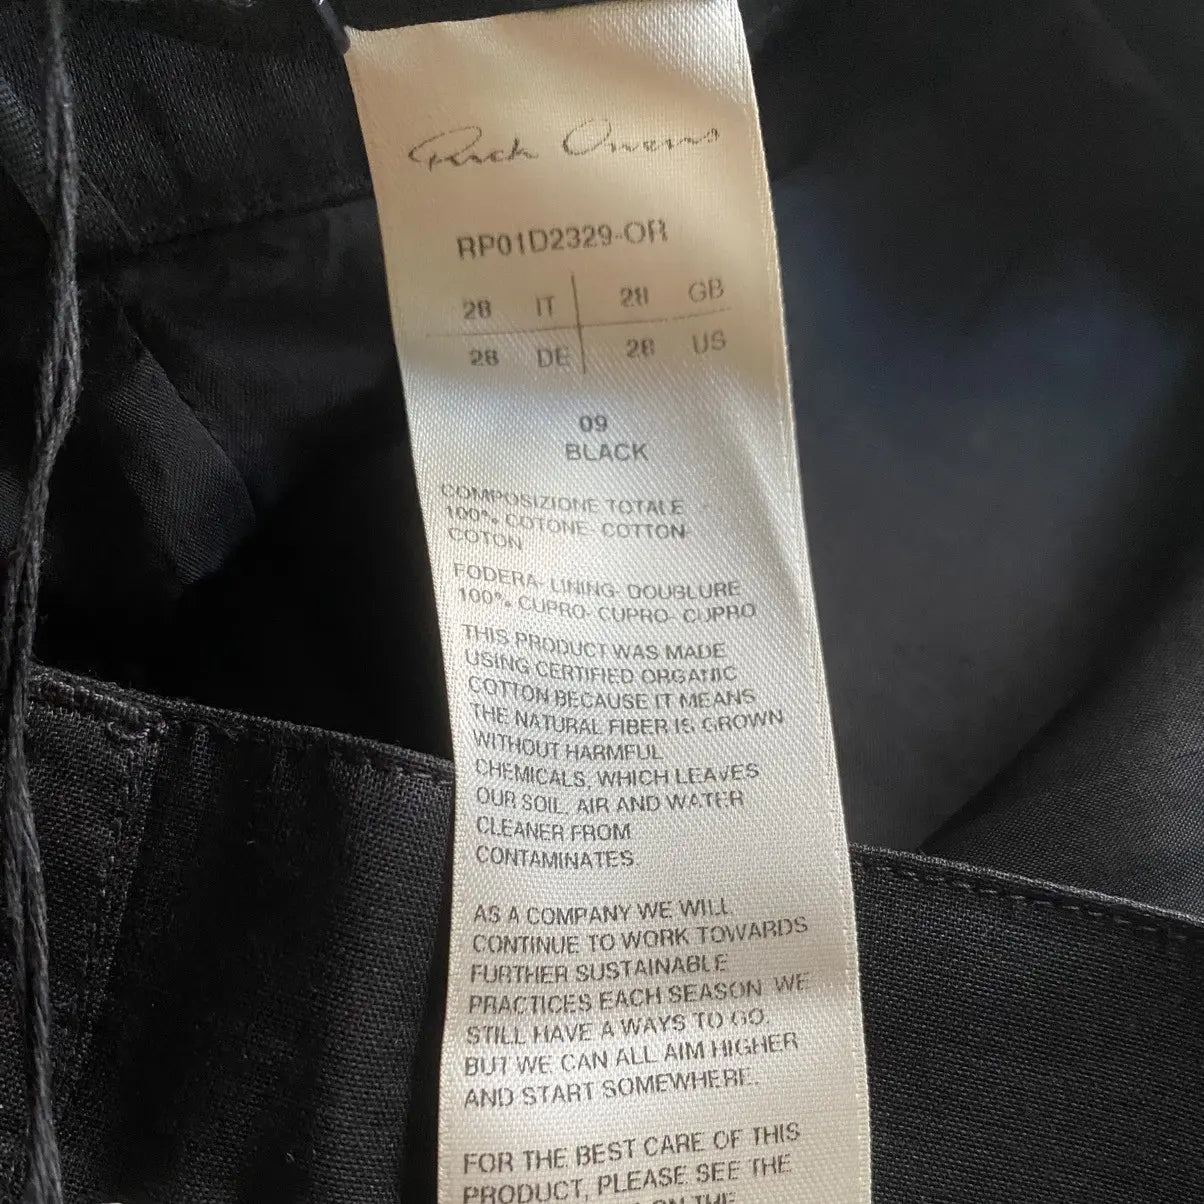 Rick Owens
RP01D2329-OR
28 IT 28 GB
28 DE 28 US
09
BLACK
COMPOSIZIONE TOTALE
100% COTONE- COTTON-
COTON
FODERA- LINING- DOUBLURE
100% CUPRO- CUPRO- CUPRO
THIS PRODUCT WAS MADE
USING CERTIFIED ORGANIC
COTTON BECAUSE IT MEANS
THE NATURAL FIBER IS GROWN
WITHOUT HARMFUL
CHEMICALS, WHICH LEAVES
OUR SOIL, AIR AND WATER
CLEANER FROM
CONTAMINATES.
AS A COMPANY WE WILL
CONTINUE TO WORK TOWARDS
FURTHER SUSTAINABLE
PRACTICES EACH SEASON. WE
STILL HAVE A WAYS TO GO,
BUT WE CAN ALL AIM HIGHER
AND START SOMEWHERE.
FOR THE BEST CARE OF THIS
PRODUCT, PLEASE SEE THE
ON THE